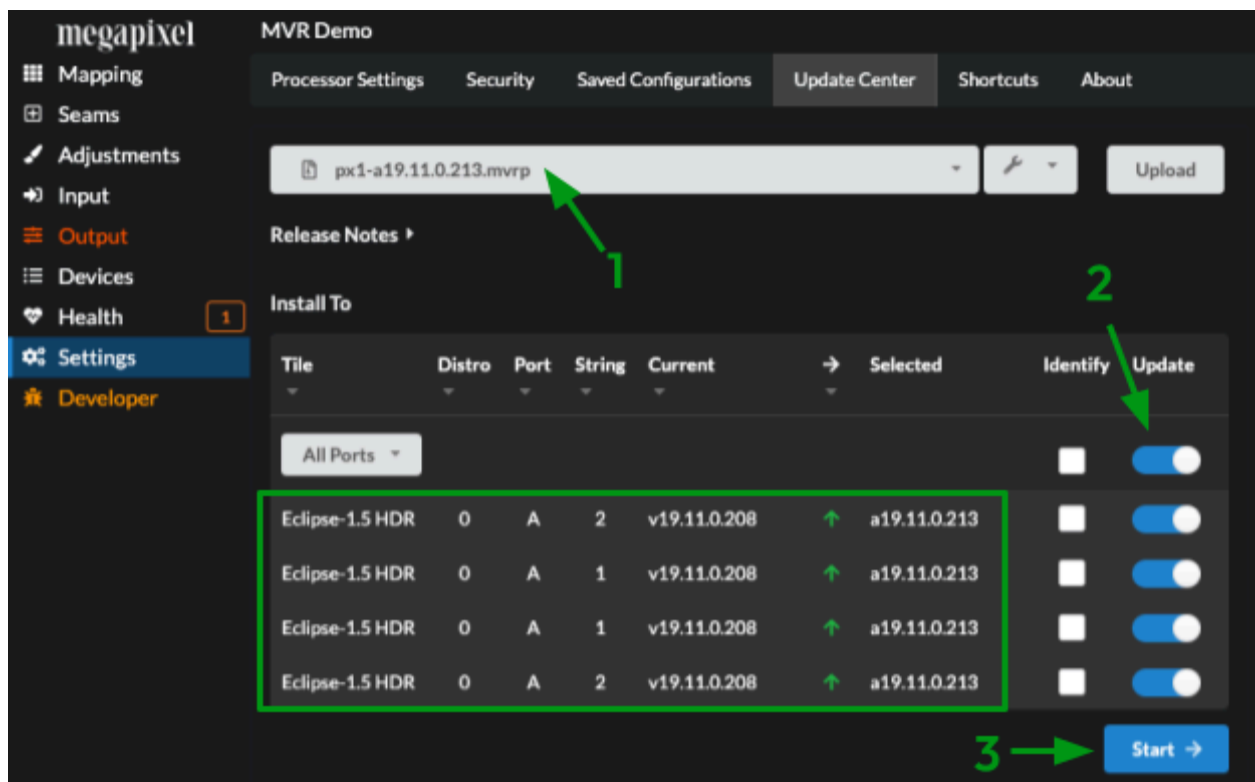 megapixel
MVR Demo
Mapping
Seams
Adjustments
Input
Output
Devices
Health 1
Settings
Developer
Processor Settings Security Saved Configurations Update Center Shortcuts About
px1-a19.11.0.213.mvrp Upload
1
Release Notes
2
Install To
Tile Distro Port String Current → Selected Identify Update
All Ports
Eclipse-1.5 HDR 0 A 2 v19.11.0.208 ↑ a19.11.0.213
Eclipse-1.5 HDR 0 A 1 v19.11.0.208 ↑ a19.11.0.213
Eclipse-1.5 HDR 0 A 1 v19.11.0.208 ↑ a19.11.0.213
Eclipse-1.5 HDR 0 A 2 v19.11.0.208 ↑ a19.11.0.213
3 Start →